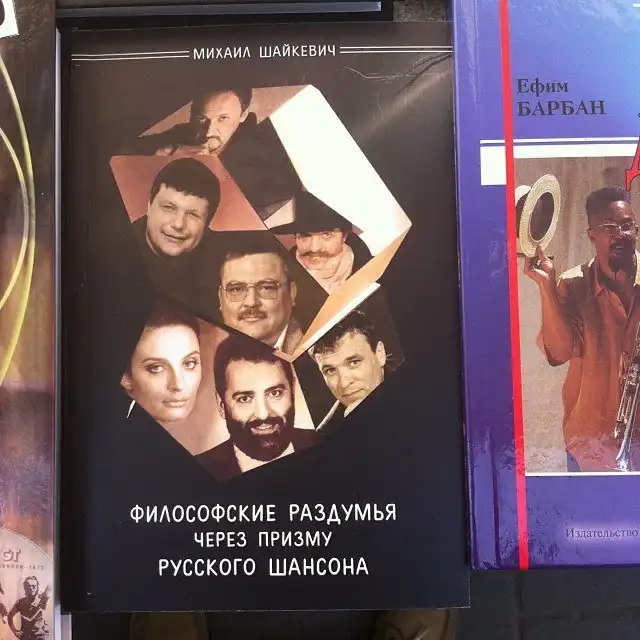 МИХАИЛ ШАЙКЕВИЧ
ФИЛОСОФСКИЕ РАЗДУМЬЯ
ЧЕРЕЗ ПРИЗМУ
РУССКОГО ШАНСОНА
Ефим
БАРБАН
Издательство